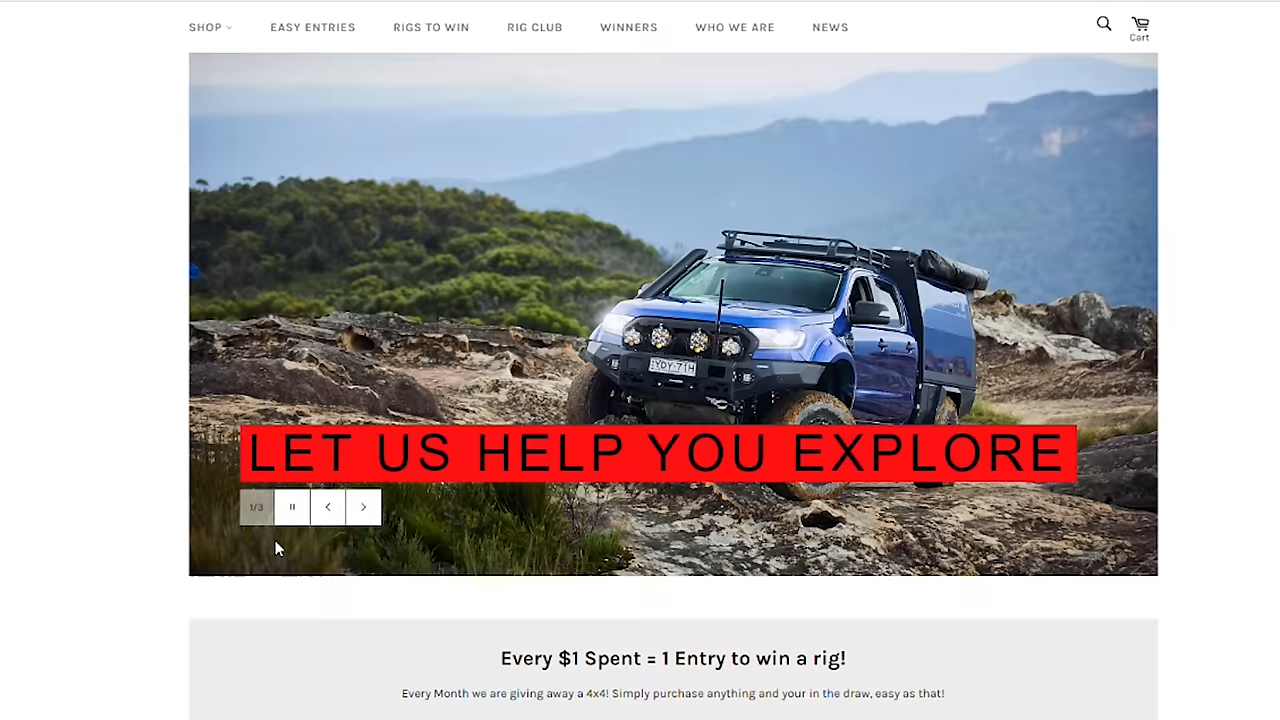 SHOP
EASY ENTRIES
RIGS TO WIN
RIG CLUB
WINNERS
WHO WE ARE
NEWS
Cart
YDY·71H
LET US HELP YOU EXPLORE
1/3
Every $1 Spent = 1 Entry to win a rig!
Every Month we are giving away a 4x4! Simply purchase anything and your in the draw, easy as that!